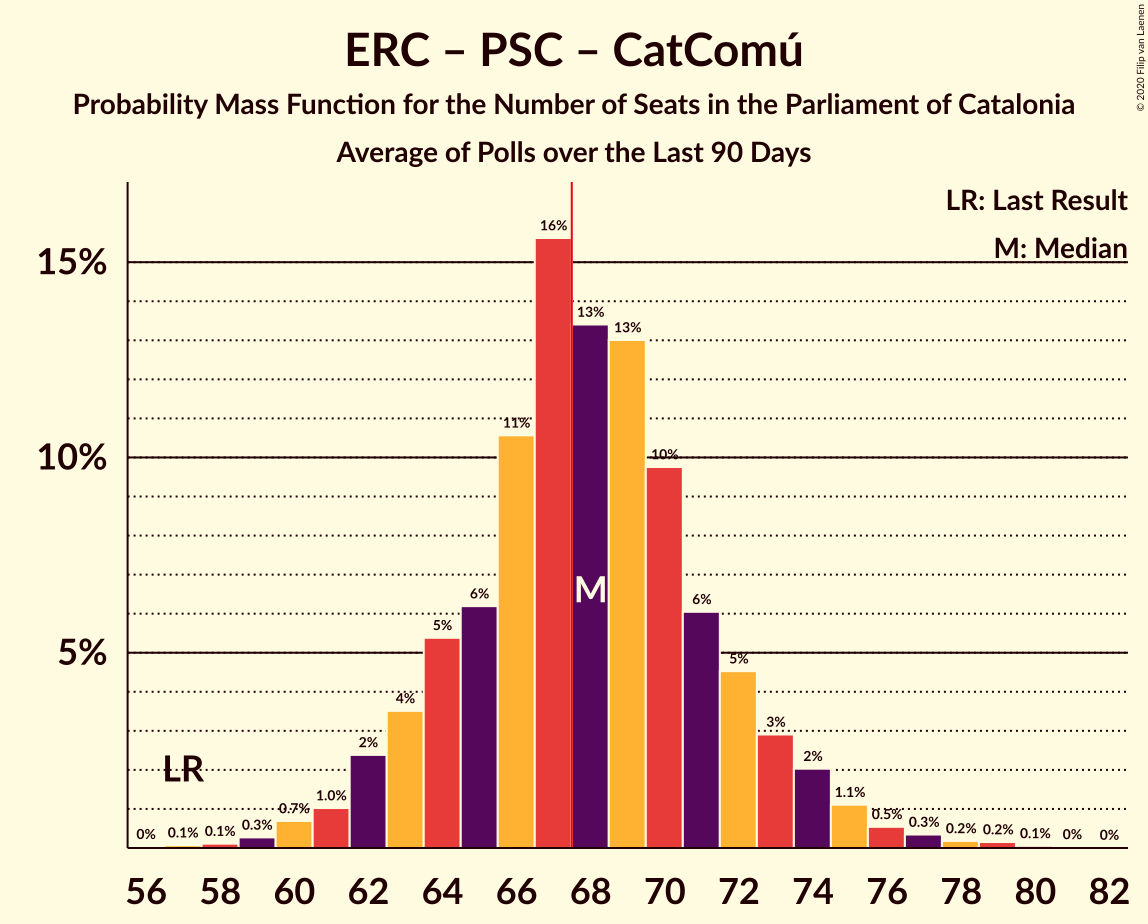 ERC – PSC – CatComú
Probability Mass Function for the Number of Seats in the Parliament of Catalonia
Average of Polls over the Last 90 Days
© 2020 Filip van Laenen
LR: Last Result
M: Median
15%
10%
5%
0% 0.1% 0.1% 0.3% 0.7% 1.0% 2% 4% 5% 6% 11% 16% 13% 13% 10% 6% 5% 3% 2% 1.1% 0.5% 0.3% 0.2% 0.2% 0.1% 0% 0%
LR
M
56 58 60 62 64 66 68 70 72 74 76 78 80 82